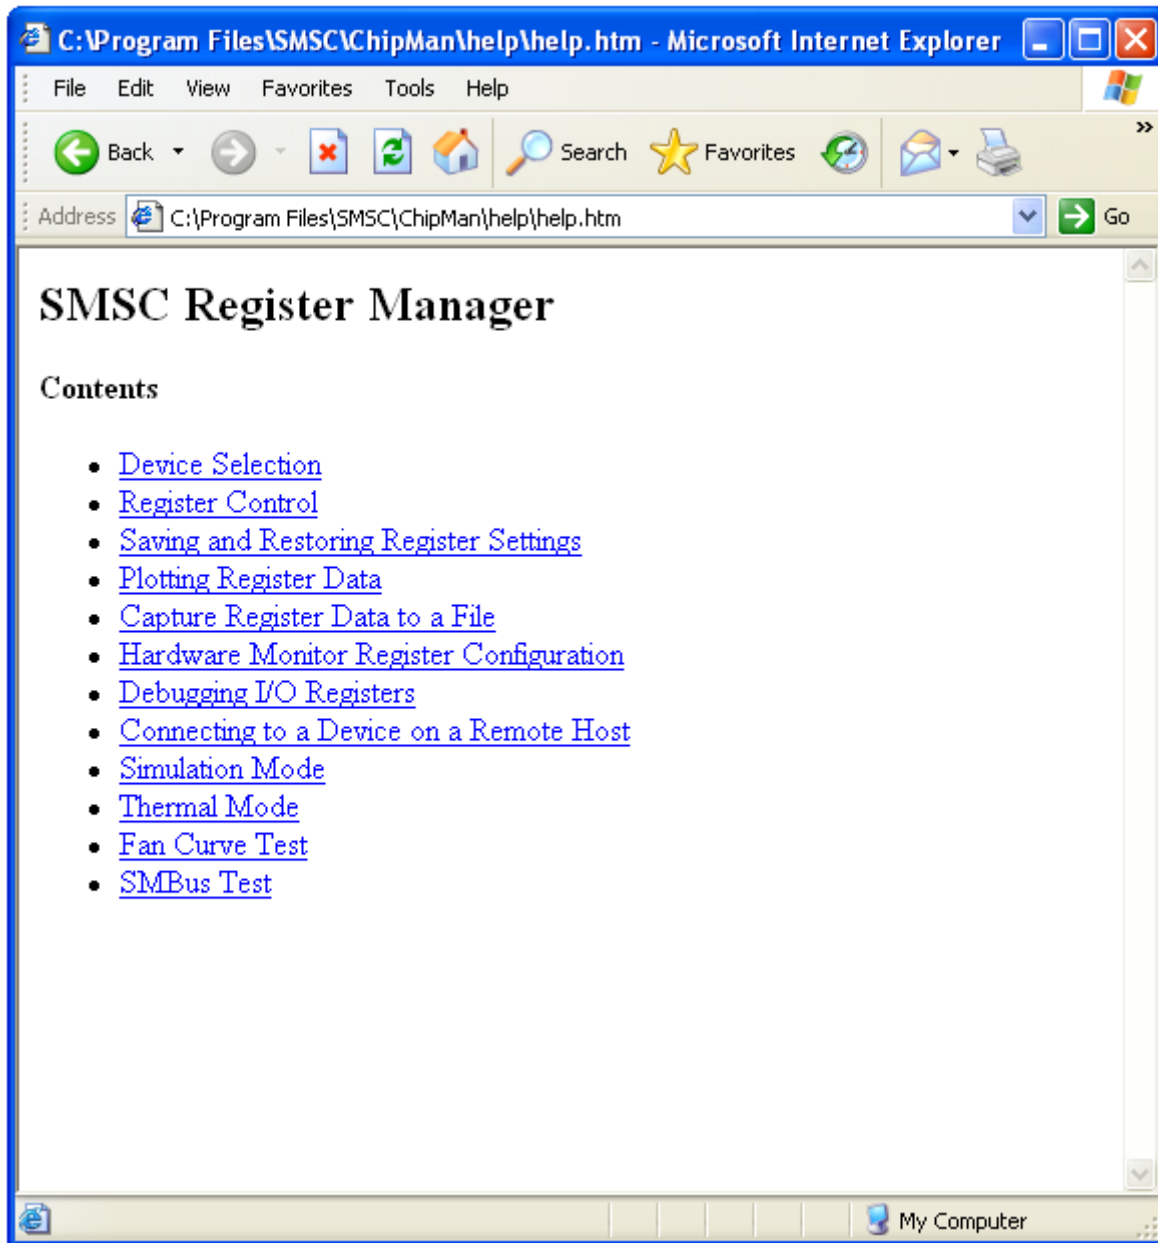 C:\Program Files\SMSC\ChipMan\help\help.htm - Microsoft Internet Explorer
File Edit View Favorites Tools Help
Back Search Favorites »
Address C:\Program Files\SMSC\ChipMan\help\help.htm Go
SMSC Register Manager
Contents
• Device Selection
• Register Control
• Saving and Restoring Register Settings
• Plotting Register Data
• Capture Register Data to a File
• Hardware Monitor Register Configuration
• Debugging I/O Registers
• Connecting to a Device on a Remote Host
• Simulation Mode
• Thermal Mode
• Fan Curve Test
• SMBus Test
My Computer